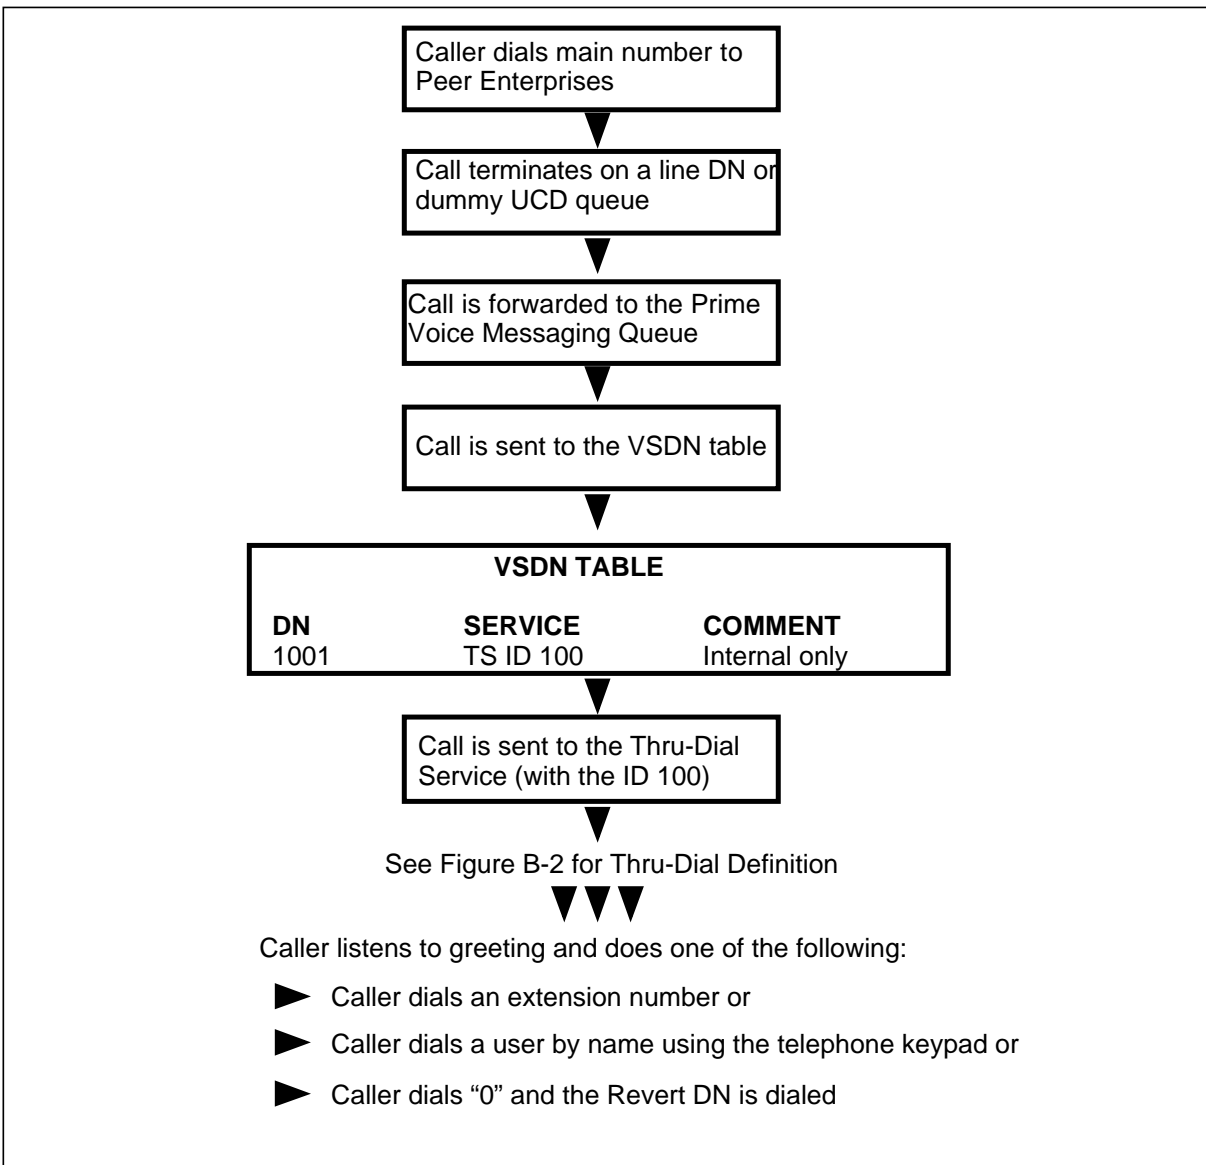 Caller dials main number to
Peer Enterprises
Call terminates on a line DN or
dummy UCD queue
Call is forwarded to the Prime
Voice Messaging Queue
Call is sent to the VSDN table
VSDN TABLE
DN SERVICE COMMENT
1001 TS ID 100 Internal only
Call is sent to the Thru-Dial
Service (with the ID 100)
See Figure B-2 for Thru-Dial Definition
Caller listens to greeting and does one of the following:
Caller dials an extension number or
Caller dials a user by name using the telephone keypad or
Caller dials “0” and the Revert DN is dialed